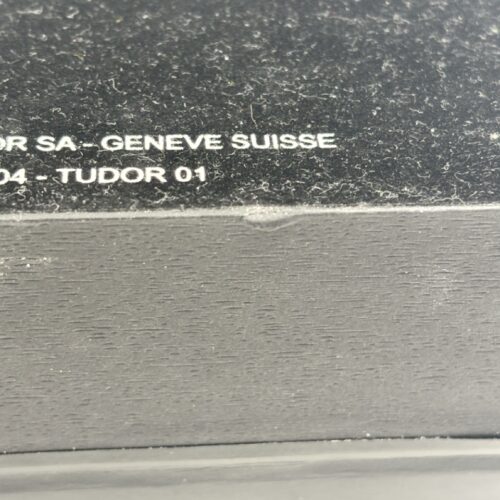 OR SA - GENEVE SUISSE
04 - TUDOR 01